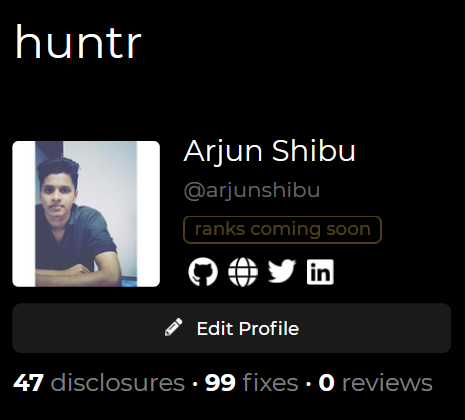 huntr
Arjun Shibu
@arjunshibu
ranks coming soon
Edit Profile
47 disclosures · 99 fixes · 0 reviews